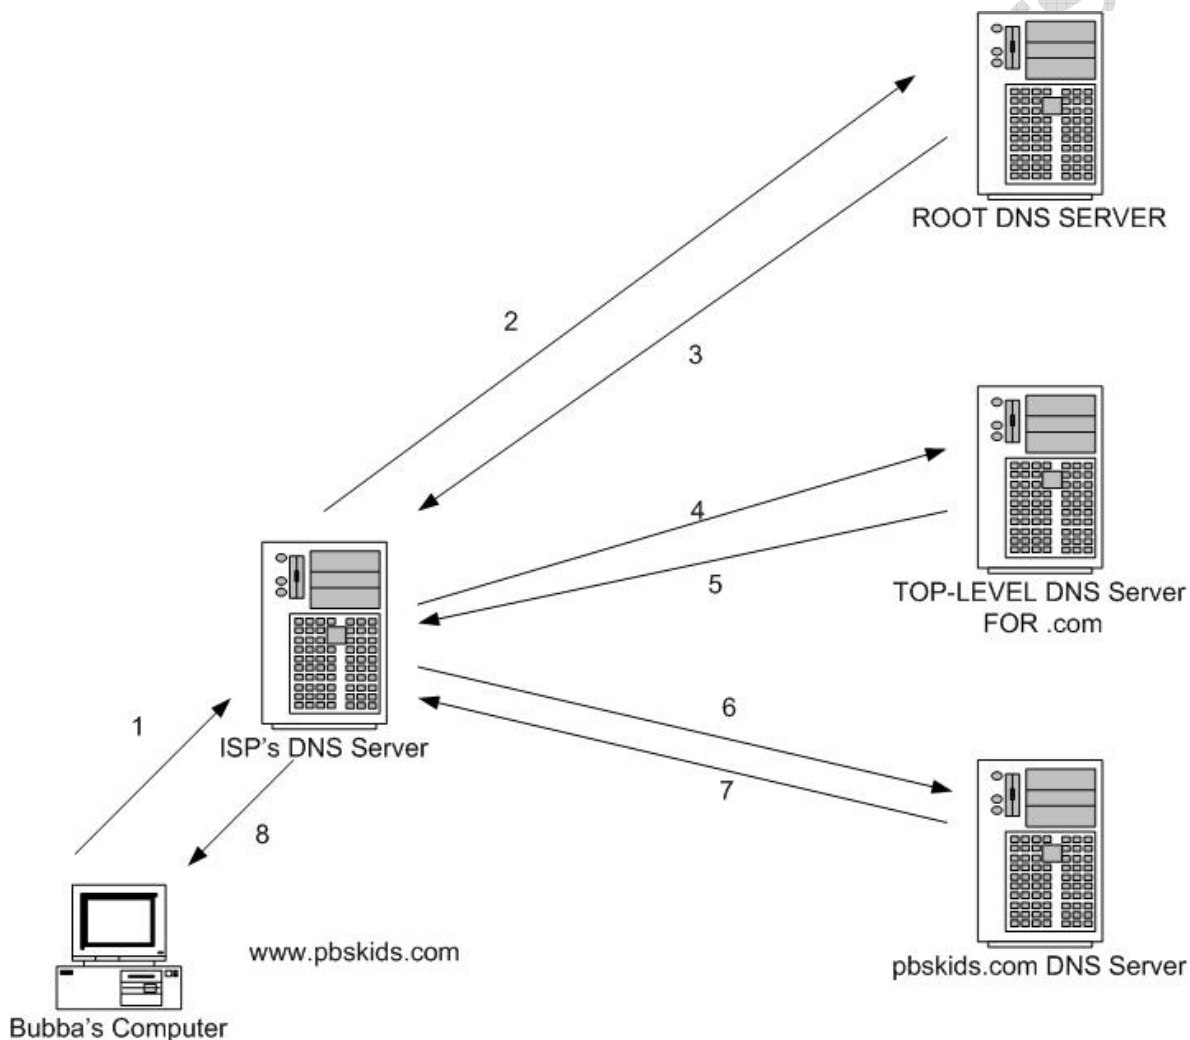 ROOT DNS SERVER
2
3
4
TOP-LEVEL DNS Server
FOR .com
5
6
1
ISP's DNS Server
7
8
www.pbskids.com
pbskids.com DNS Server
Bubba's Computer